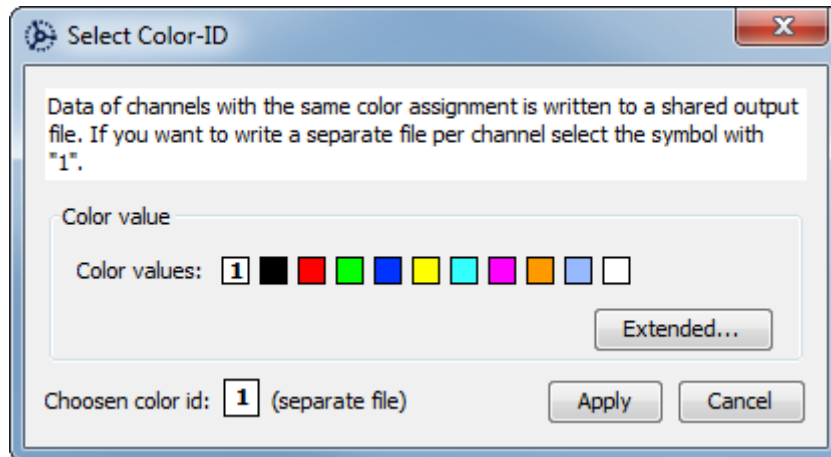 Select Color-ID
Data of channels with the same color assignment is written to a shared output
file. If you want to write a separate file per channel select the symbol with
"1".
Color value
Color values: 1
Extended...
Choosen color id: 1 (separate file) Apply Cancel